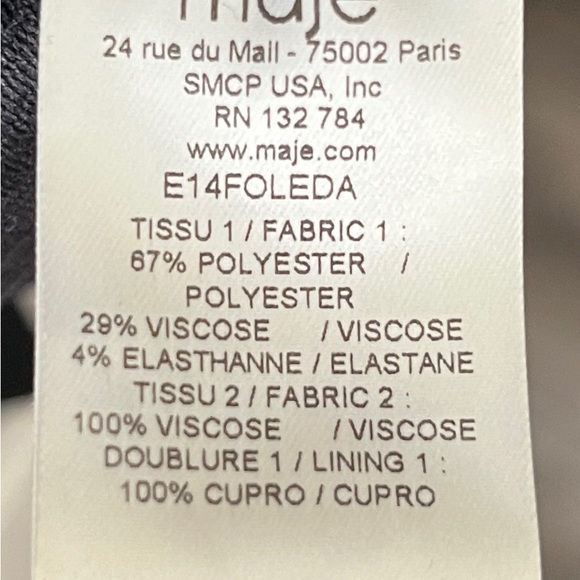 maje
24 rue du Mail - 75002 Paris
SMCP USA, Inc
RN 132 784
www.maje.com
E14FOLEDA
TISSU 1 / FABRIC 1 :
67% POLYESTER /
POLYESTER
29% VISCOSE / VISCOSE
4% ELASTHANNE / ELASTANE
TISSU 2 / FABRIC 2 :
100% VISCOSE / VISCOSE
DOUBLURE 1 / LINING 1 :
100% CUPRO / CUPRO